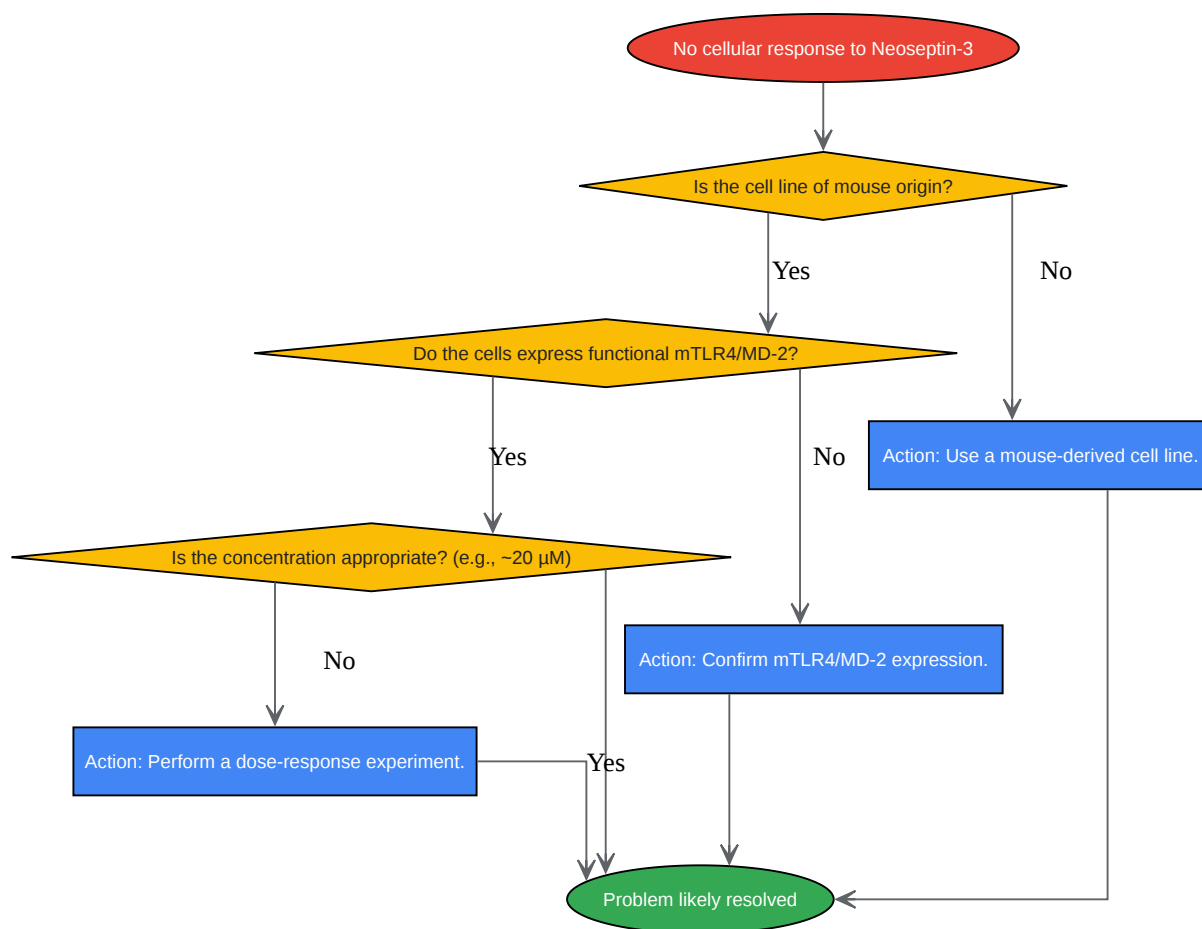 No cellular response to Neoseptin-3
Is the cell line of mouse origin?
Yes
No
Do the cells express functional mTLR4/MD-2?
Yes
No
Action: Use a mouse-derived cell line.
Is the concentration appropriate? (e.g., ~20 µM)
No
Action: Confirm mTLR4/MD-2 expression.
Action: Perform a dose-response experiment.
Yes
Problem likely resolved